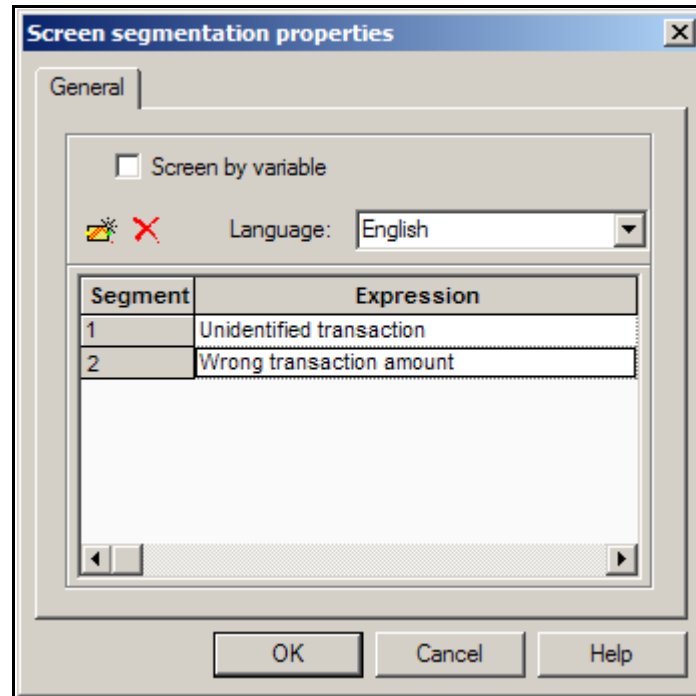 Screen segmentation properties
General
Screen by variable
Language: English
Segment Expression
1 Unidentified transaction
2 Wrong transaction amount
OK Cancel Help